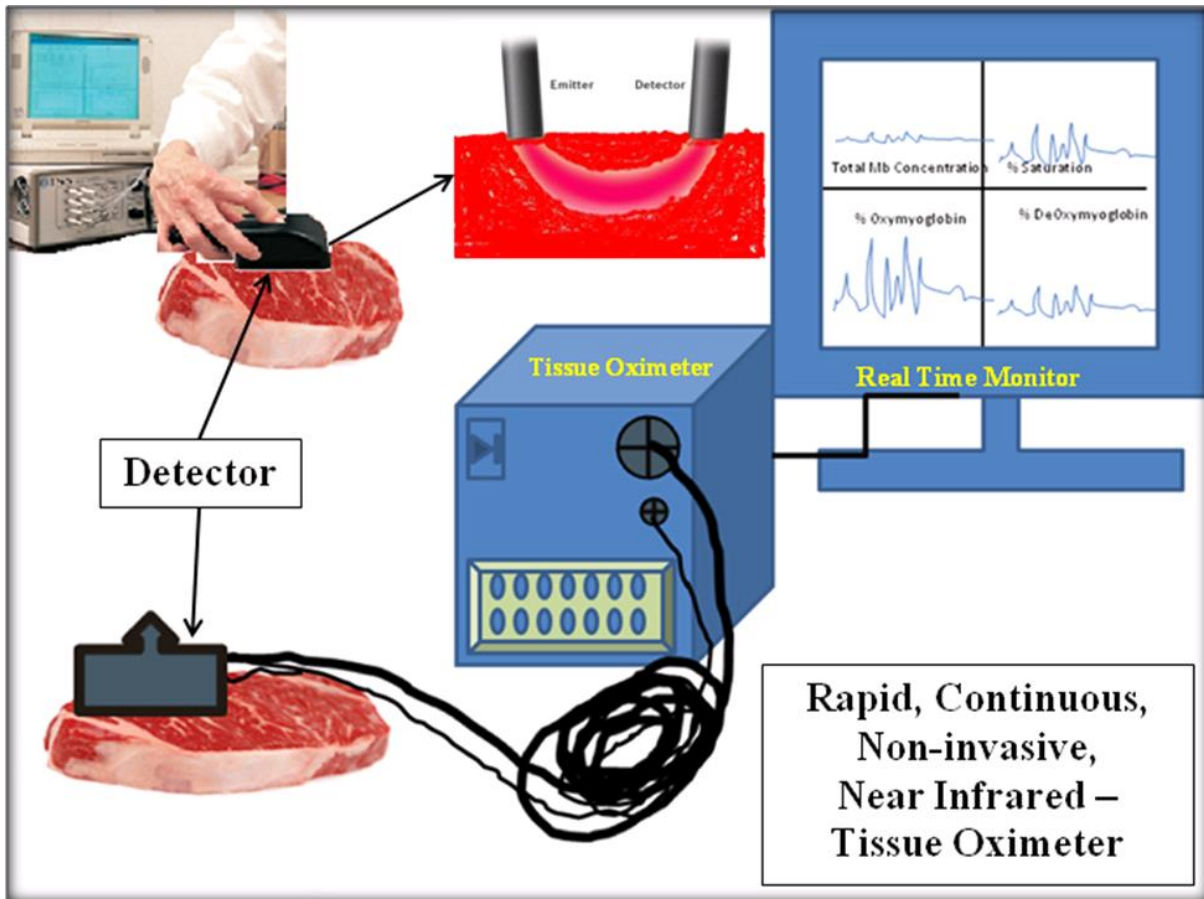 Emitter
Detector
Total Mb Concentration
% Saturation
% Oxymyoglobin
% DeOxymyoglobin
Tissue Oximeter
Real Time Monitor
Detector
Rapid, Continuous,
Non-invasive,
Near Infrared –
Tissue Oximeter